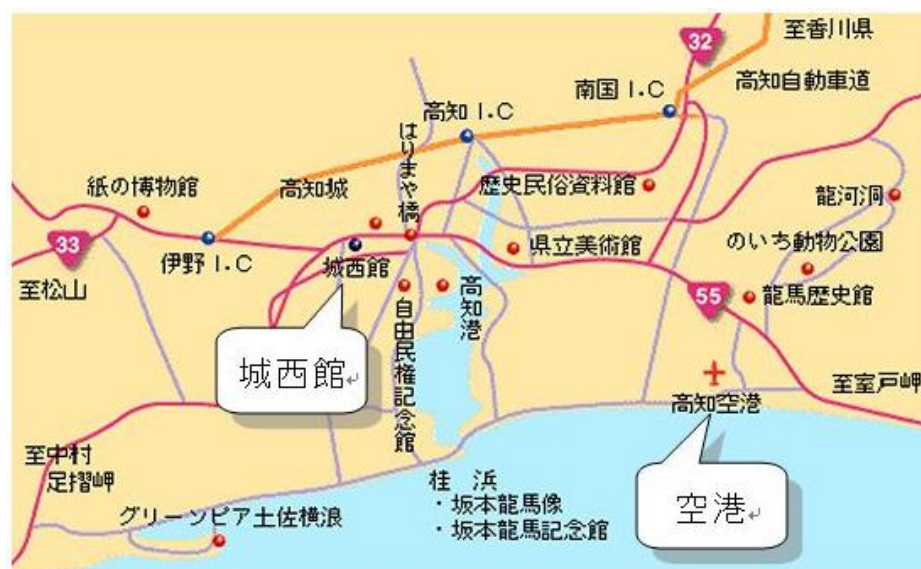 至香川県
32
高知自動車道
南国 I.C
高知 I.C
はりまや橋
紙の博物館
高知城
歴史民俗資料館
龍河洞
33
伊野 I.C
城西館
県立美術館
のいち動物公園
至松山
高知港
55
龍馬歴史館
城西館
自由民権記念館
高知空港
至室戸岬
至中村
足摺岬
桂 浜
・坂本龍馬像
・坂本龍馬記念館
空港
グリーンピア土佐横浪